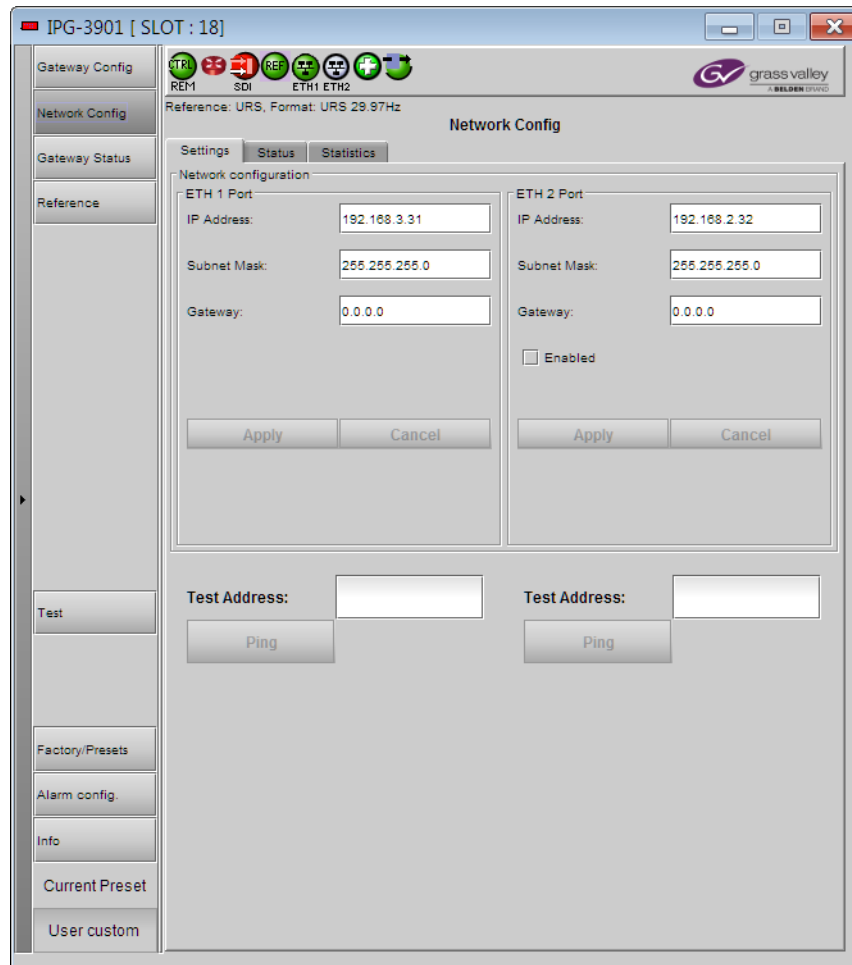 IPG-3901 [ SLOT : 18]
Gateway Config
Network Config
Gateway Status
Reference
Test
Factory/Presets
Alarm config.
Info
Current Preset
User custom
CTRL REF
REM SDI ETH1 ETH2
GV grass valley
A BELDEN BRAND
Reference: URS, Format: URS 29.97Hz
Network Config
Settings Status Statistics
Network configuration
ETH 1 Port
IP Address: 192.168.3.31
Subnet Mask: 255.255.255.0
Gateway: 0.0.0.0
Apply Cancel
ETH 2 Port
IP Address: 192.168.2.32
Subnet Mask: 255.255.255.0
Gateway: 0.0.0.0
Enabled
Apply Cancel
Test Address:
Ping
Test Address:
Ping